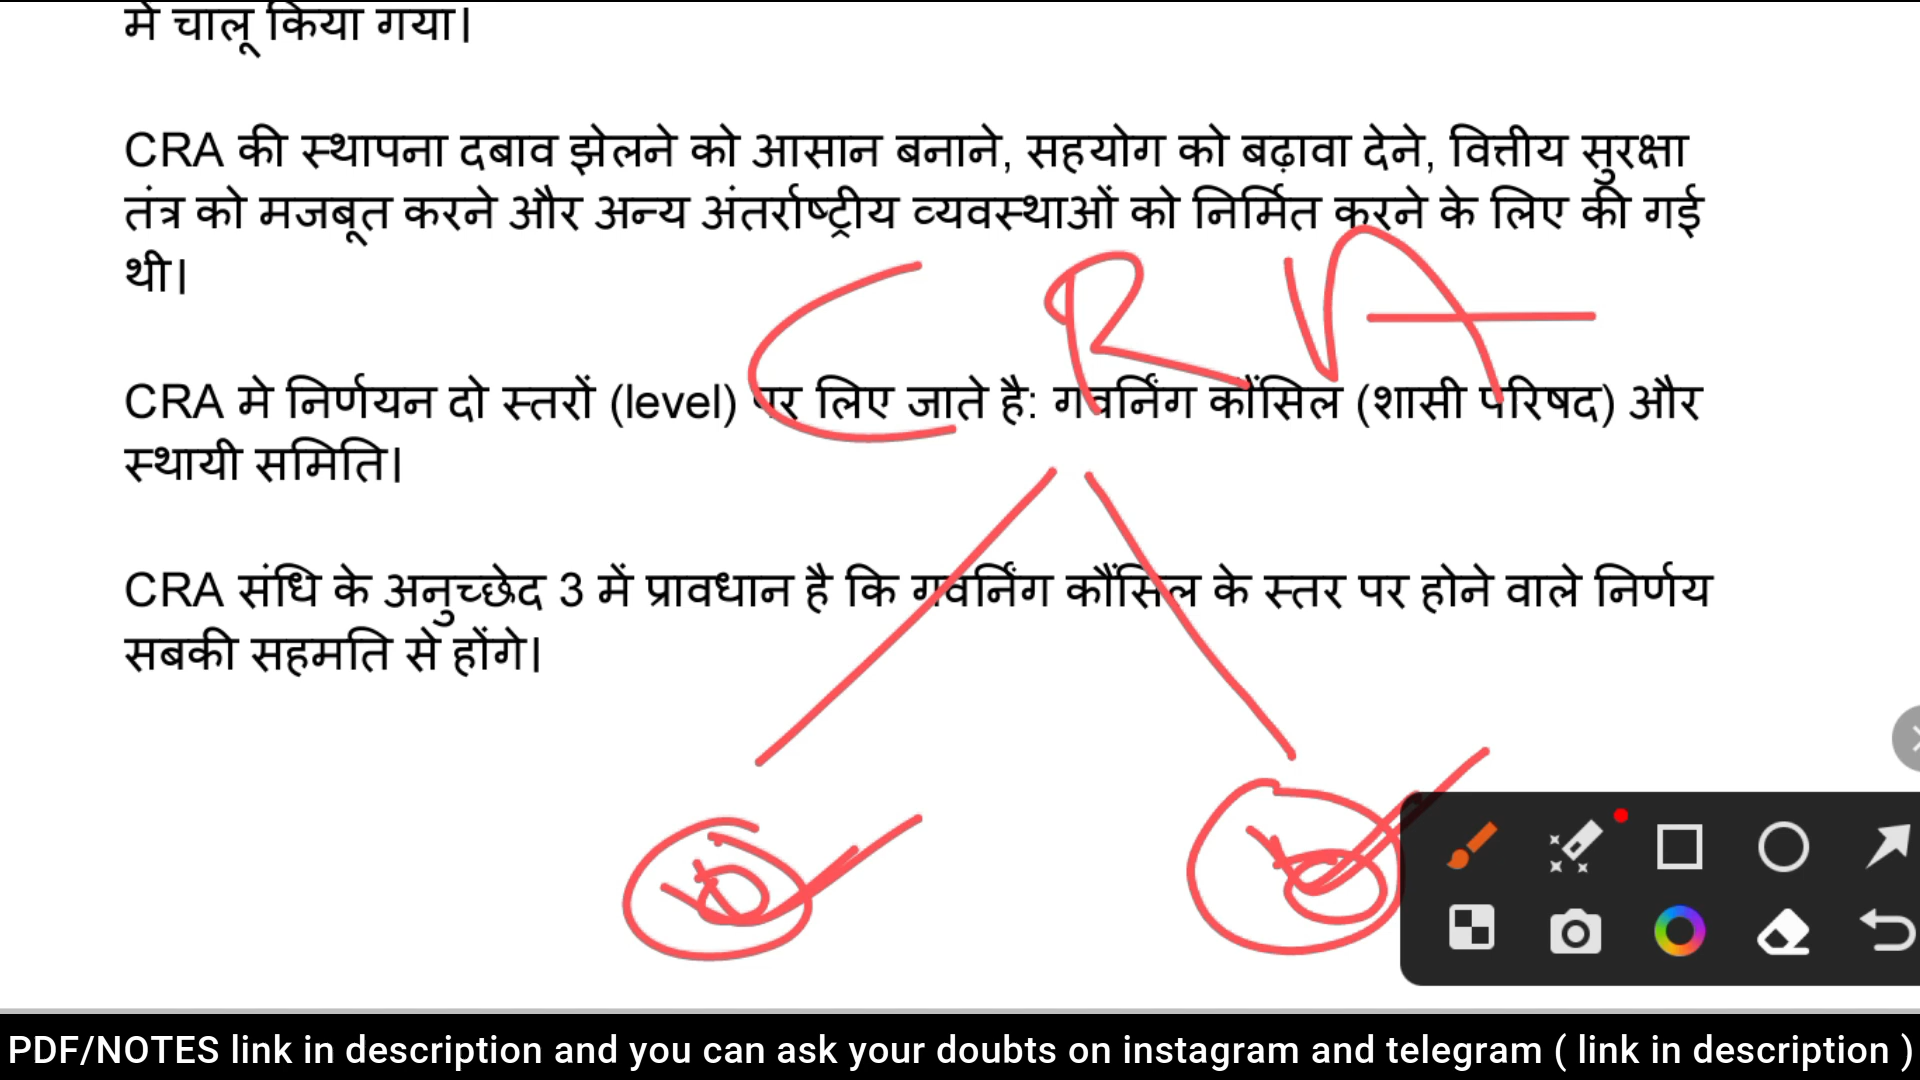 में चालू किया गया।
CRA की स्थापना दबाव झेलने को आसान बनाने, सहयोग को बढ़ावा देने, वित्तीय सुरक्षा
तंत्र को मजबूत करने और अन्य अंतर्राष्ट्रीय व्यवस्थाओं को निर्मित करने के लिए की गई
थी।
C R A
CRA मे निर्णयन दो स्तरों (level) पर लिए जाते है: गवर्निंग कौंसिल (शासी परिषद) और
स्थायी समिति।
CRA संधि के अनुच्छेद 3 में प्रावधान है कि गवर्निंग कौंसिल के स्तर पर होने वाले निर्णय
सबकी सहमति से होंगे।
PDF/NOTES link in description and you can ask your doubts on instagram and telegram ( link in description )